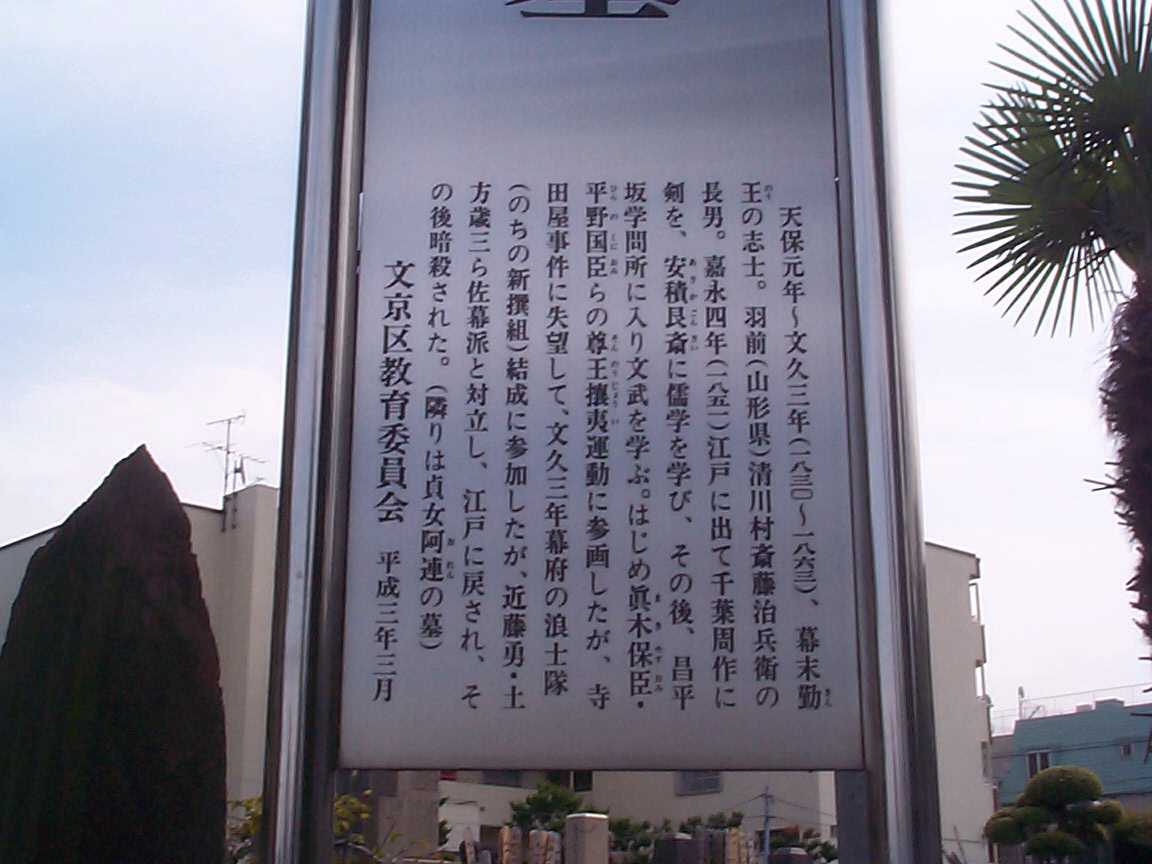 墓
天保元年～文久三年(一八三〇～一八六三)、幕末勤
王の志士。羽前(山形県)清川村斎藤治兵衛の
長男。嘉永四年(一八五一)江戸に出て千葉周作に
剣を、安積艮斎に儒学を学び、その後、昌平
坂学問所に入り文武を学ぶ。はじめ眞木保臣・
平野国臣らの尊王攘夷運動に参画したが、寺
田屋事件に失望して、文久三年幕府の浪士隊
(のちの新撰組)結成に参加したが、近藤勇・土
方歳三ら佐幕派と対立し、江戸に戻され、そ
の後暗殺された。(隣りは貞女阿連の墓)
文京区教育委員会 平成三年三月